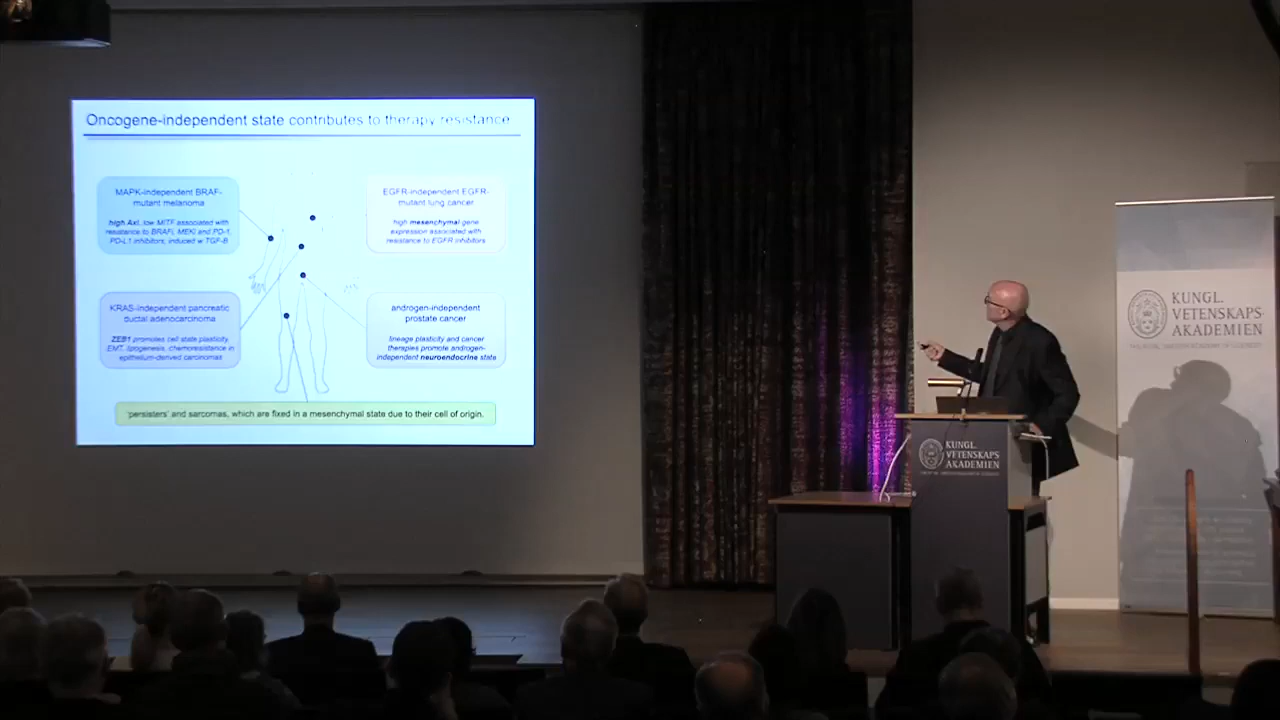 Oncogene-independent state contributes to therapy resistance
MAPK-independent BRAF-
mutant melanoma
high Axl, low MITF associated with
resistance to BRAFi, MEKi and PD-1,
PD-L1 inhibitors, induced w TGF-B
EGFR-independent EGFR-
mutant lung cancer
high mesenchymal gene
expression associated with
resistance to EGFR inhibitors
KRAS-independent pancreatic
ductal adenocarcinoma
ZEB1 promotes cell state plasticity,
EMT, lipogenesis, chemoresistance in
epithelium-derived carcinomas
androgen-independent
prostate cancer
lineage plasticity and cancer
therapies promote androgen-
independent neuroendocrine state
'persisters' and sarcomas, which are fixed in a mesenchymal state due to their cell of origin.
KUNGL.
VETENSKAPS
AKADEMIEN
KUNGL.
VETENSKAPS-
AKADEMIEN